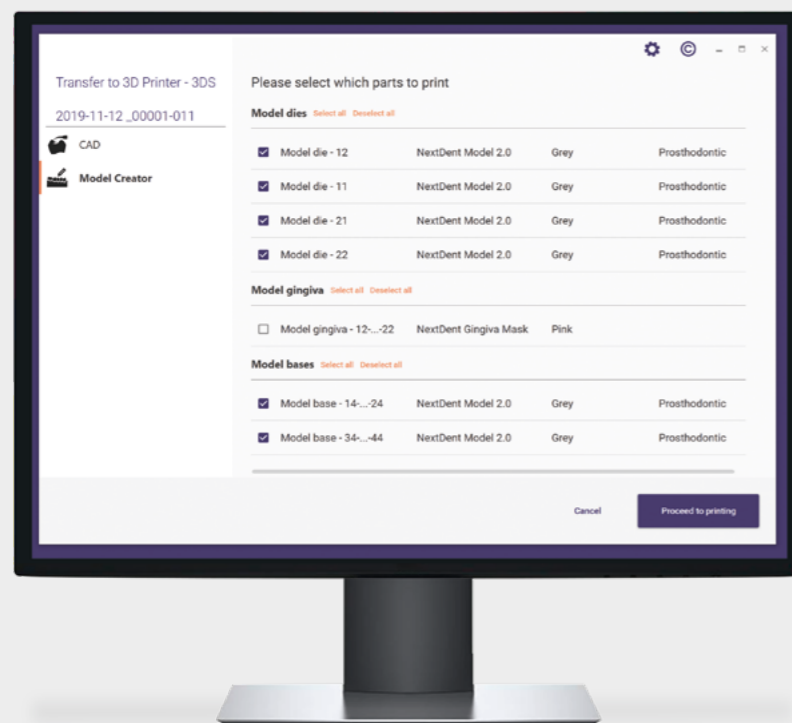 Transfer to 3D Printer - 3DS
2019-11-12 _00001-011
CAD
Model Creator
Please select which parts to print
Model dies Select all Deselect all
Model die - 12 NextDent Model 2.0 Grey Prosthodontic
Model die - 11 NextDent Model 2.0 Grey Prosthodontic
Model die - 21 NextDent Model 2.0 Grey Prosthodontic
Model die - 22 NextDent Model 2.0 Grey Prosthodontic
Model gingiva Select all Deselect all
Model gingiva - 12-...-22 NextDent Gingiva Mask Pink
Model bases Select all Deselect all
Model base - 14-...-24 NextDent Model 2.0 Grey Prosthodontic
Model base - 34-...-44 NextDent Model 2.0 Grey Prosthodontic
Cancel Proceed to printing